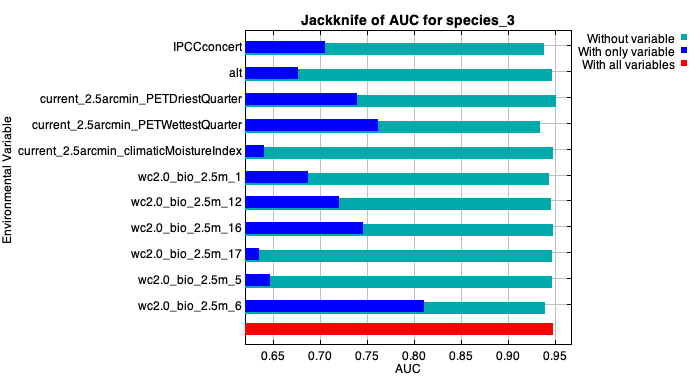 Jackknife of AUC for species_3
Without variable
With only variable
With all variables
Environmental Variable
IPCCconcert
alt
current_2.5arcmin_PETDriestQuarter
current_2.5arcmin_PETWettestQuarter
current_2.5arcmin_climaticMoistureIndex
wc2.0_bio_2.5m_1
wc2.0_bio_2.5m_12
wc2.0_bio_2.5m_16
wc2.0_bio_2.5m_17
wc2.0_bio_2.5m_5
wc2.0_bio_2.5m_6
0.65 0.70 0.75 0.80 0.85 0.90 0.95
AUC